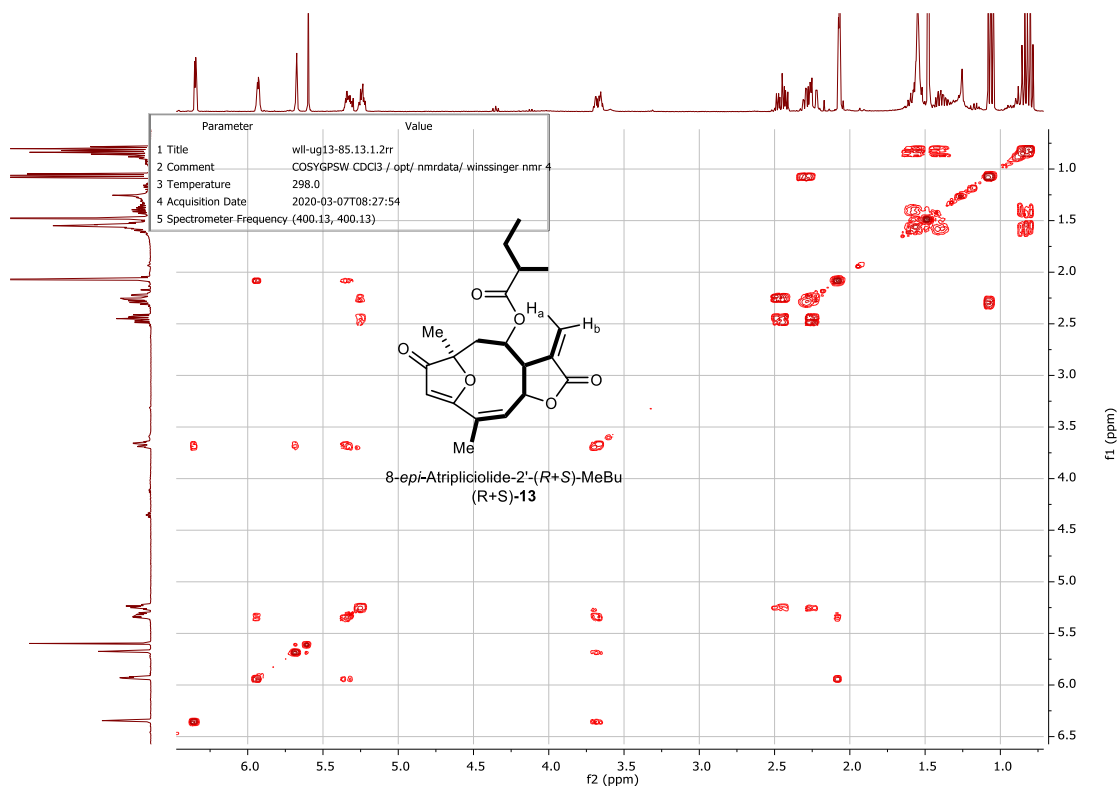 Parameter Value
1 Title wll-ug13-85.13.1.2rr
2 Comment COSYGPSW CDCl3 / opt/ nmrdata/ winssinger nmr 4
3 Temperature 298.0
4 Acquisition Date 2020-03-07T08:27:54
5 Spectrometer Frequency (400.13, 400.13)
O
O
Ha
Hb
Me
O
O
O
O
Me
8-epi-Atripliciolide-2'-(R+S)-MeBu
(R+S)-13
1.0
1.5
2.0
2.5
3.0
3.5
4.0
4.5
5.0
5.5
6.0
6.5
f1 (ppm)
6.0 5.5 5.0 4.5 4.0 3.5 3.0 2.5 2.0 1.5 1.0
f2 (ppm)